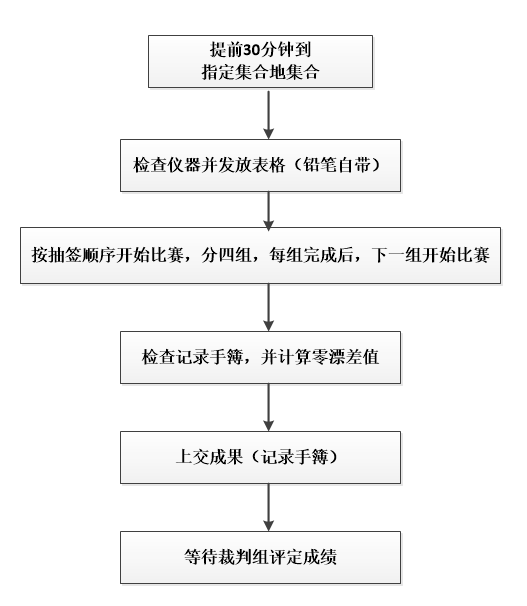 提前30分钟到
指定集合地集合
检查仪器并发放表格（铅笔自带）
按抽签顺序开始比赛，分四组，每组完成后，下一组开始比赛
检查记录手簿，并计算零漂差值
上交成果（记录手簿）
等待裁判组评定成绩